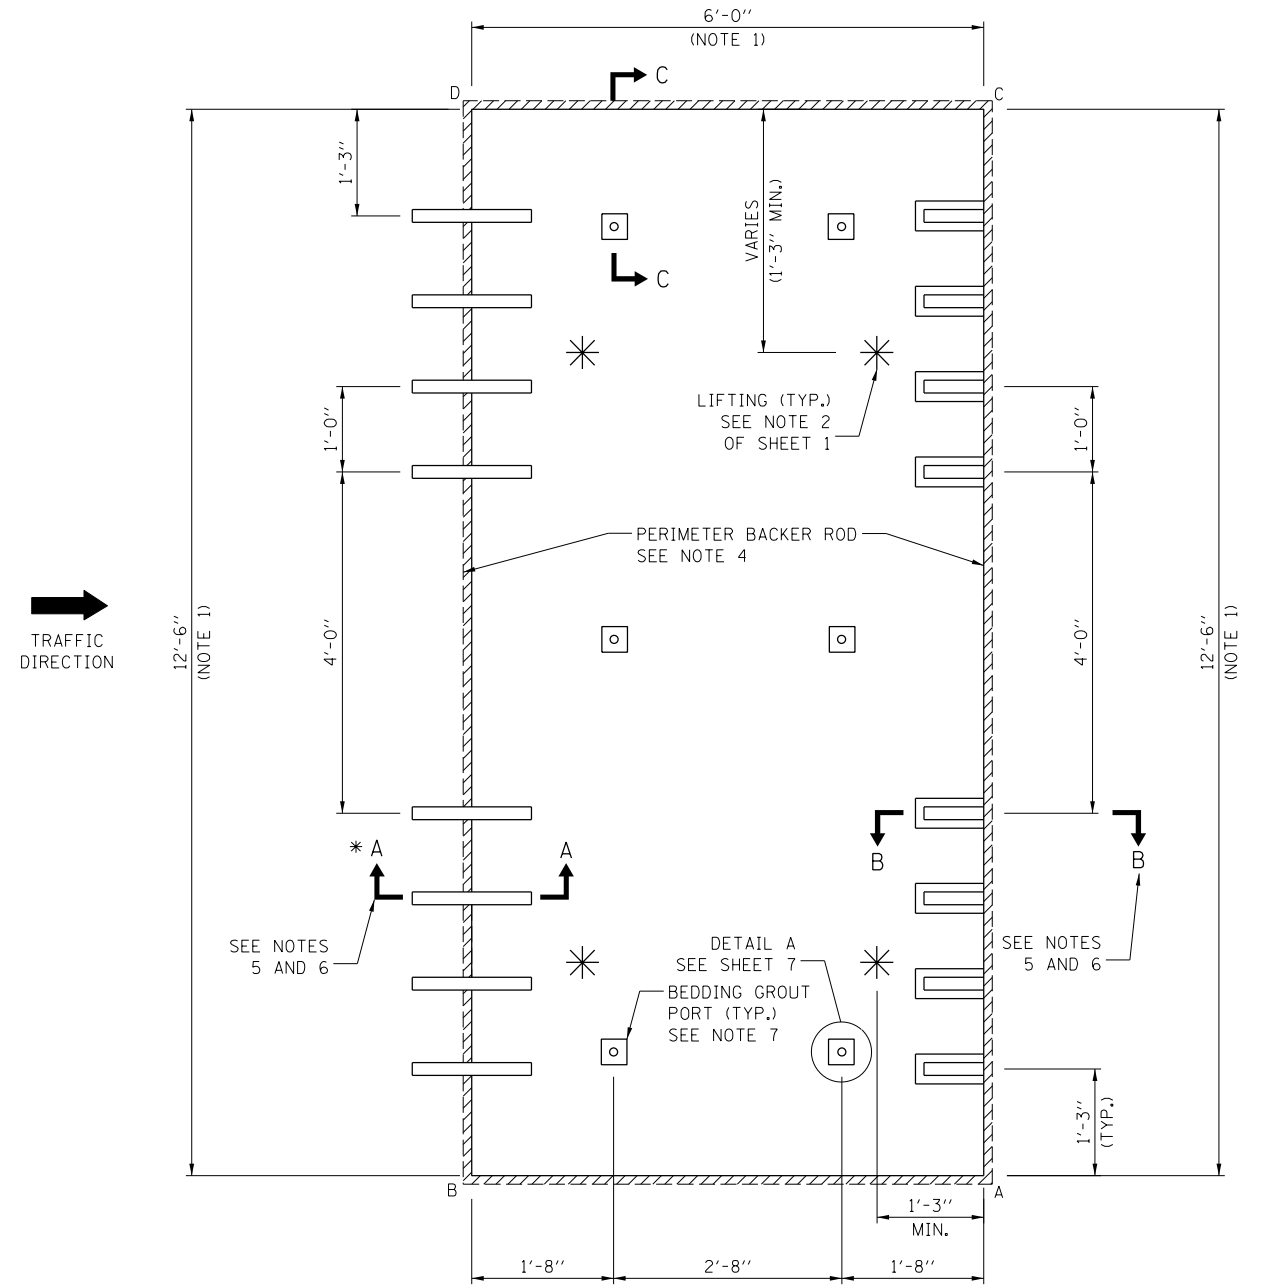 6'-0"
(NOTE 1)
C
D
C
1'-3"
VARIES
(1'-3" MIN.)
C
LIFTING (TYP.)
SEE NOTE 2
OF SHEET 1
1'-0"
1'-0"
PERIMETER BACKER ROD
SEE NOTE 4
TRAFFIC
DIRECTION
12'-6"
(NOTE 1)
4'-0"
4'-0"
12'-6"
(NOTE 1)
* A
A
B
B
SEE NOTES
5 AND 6
DETAIL A
SEE SHEET 7
SEE NOTES
5 AND 6
BEDDING GROUT
PORT (TYP.)
SEE NOTE 7
1'-3"
(TYP.)
B
A
1'-3"
MIN.
1'-8"
2'-8"
1'-8"